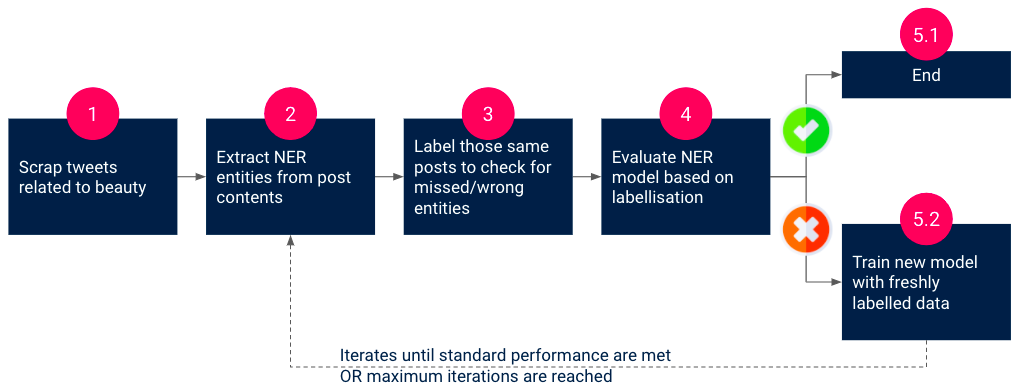 1
Scrap tweets
related to beauty
2
Extract NER
entities from post
contents
3
Label those same
posts to check for
missed/wrong
entities
4
Evaluate NER
model based on
labellisation
5.1
End
5.2
Train new model
with freshly
labelled data
Iterates until standard performance are met
OR maximum iterations are reached